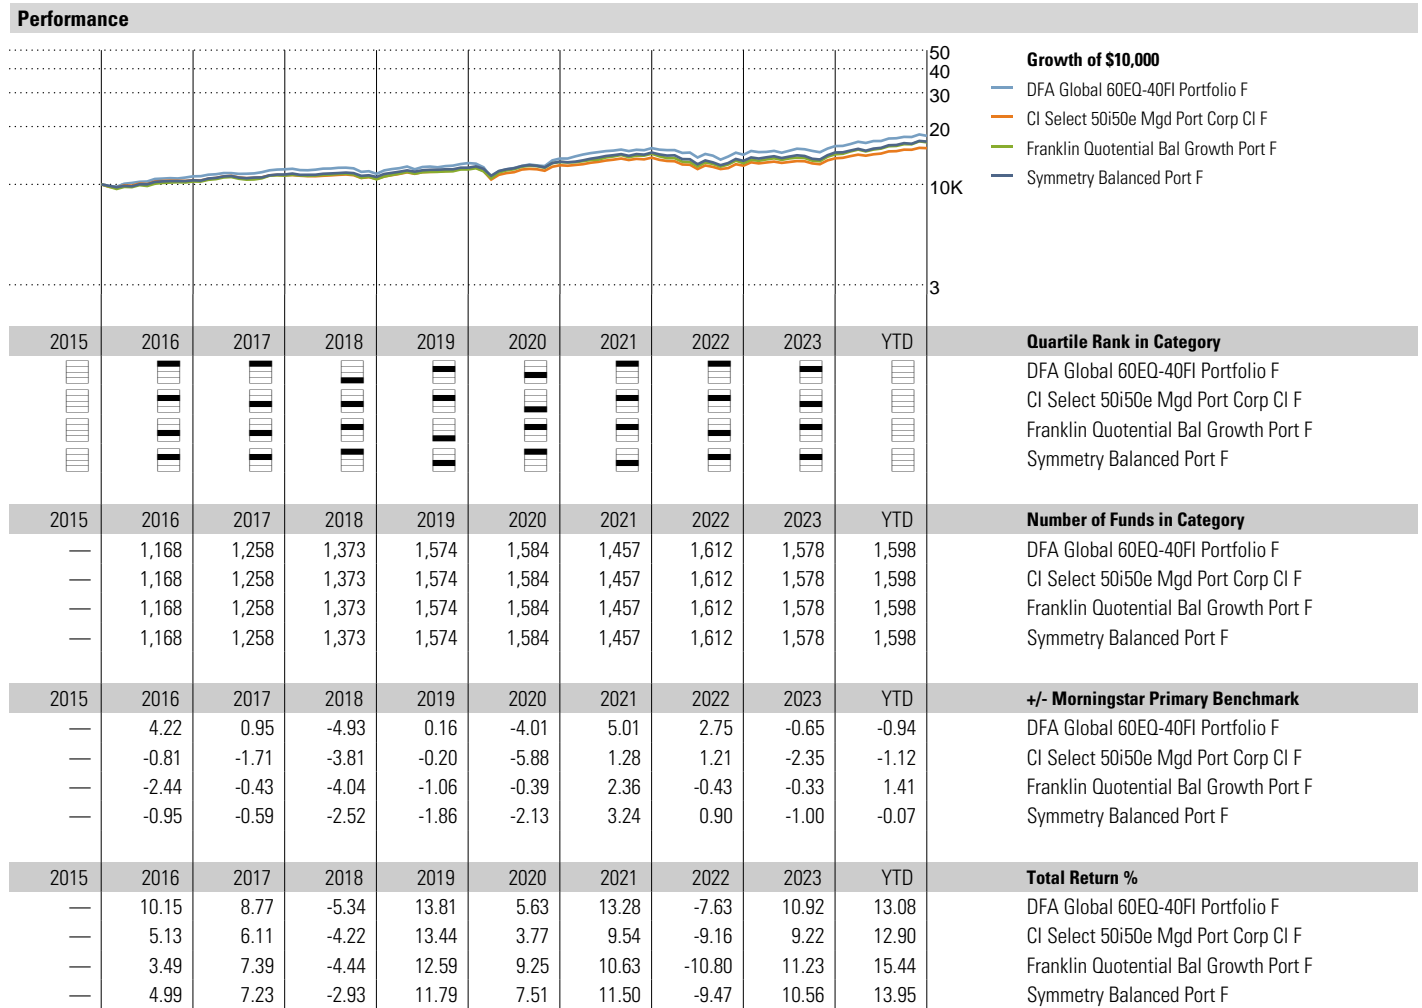 Performance
50
40
30
20
10K
3
Growth of $10,000
DFA Global 60EQ-40FI Portfolio F
CI Select 50i50e Mgd Port Corp Cl F
Franklin Quotential Bal Growth Port F
Symmetry Balanced Port F
2015 2016 2017 2018 2019 2020 2021 2022 2023 YTD Quartile Rank in Category
DFA Global 60EQ-40FI Portfolio F
CI Select 50i50e Mgd Port Corp Cl F
Franklin Quotential Bal Growth Port F
Symmetry Balanced Port F
2015 2016 2017 2018 2019 2020 2021 2022 2023 YTD Number of Funds in Category
— 1,168 1,258 1,373 1,574 1,584 1,457 1,612 1,578 1,598 DFA Global 60EQ-40FI Portfolio F
— 1,168 1,258 1,373 1,574 1,584 1,457 1,612 1,578 1,598 CI Select 50i50e Mgd Port Corp Cl F
— 1,168 1,258 1,373 1,574 1,584 1,457 1,612 1,578 1,598 Franklin Quotential Bal Growth Port F
— 1,168 1,258 1,373 1,574 1,584 1,457 1,612 1,578 1,598 Symmetry Balanced Port F
2015 2016 2017 2018 2019 2020 2021 2022 2023 YTD +/- Morningstar Primary Benchmark
— 4.22 0.95 -4.93 0.16 -4.01 5.01 2.75 -0.65 -0.94 DFA Global 60EQ-40FI Portfolio F
— -0.81 -1.71 -3.81 -0.20 -5.88 1.28 1.21 -2.35 -1.12 CI Select 50i50e Mgd Port Corp Cl F
— -2.44 -0.43 -4.04 -1.06 -0.39 2.36 -0.43 -0.33 1.41 Franklin Quotential Bal Growth Port F
— -0.95 -0.59 -2.52 -1.86 -2.13 3.24 0.90 -1.00 -0.07 Symmetry Balanced Port F
2015 2016 2017 2018 2019 2020 2021 2022 2023 YTD Total Return %
— 10.15 8.77 -5.34 13.81 5.63 13.28 -7.63 10.92 13.08 DFA Global 60EQ-40FI Portfolio F
— 5.13 6.11 -4.22 13.44 3.77 9.54 -9.16 9.22 12.90 CI Select 50i50e Mgd Port Corp Cl F
— 3.49 7.39 -4.44 12.59 9.25 10.63 -10.80 11.23 15.44 Franklin Quotential Bal Growth Port F
— 4.99 7.23 -2.93 11.79 7.51 11.50 -9.47 10.56 13.95 Symmetry Balanced Port F